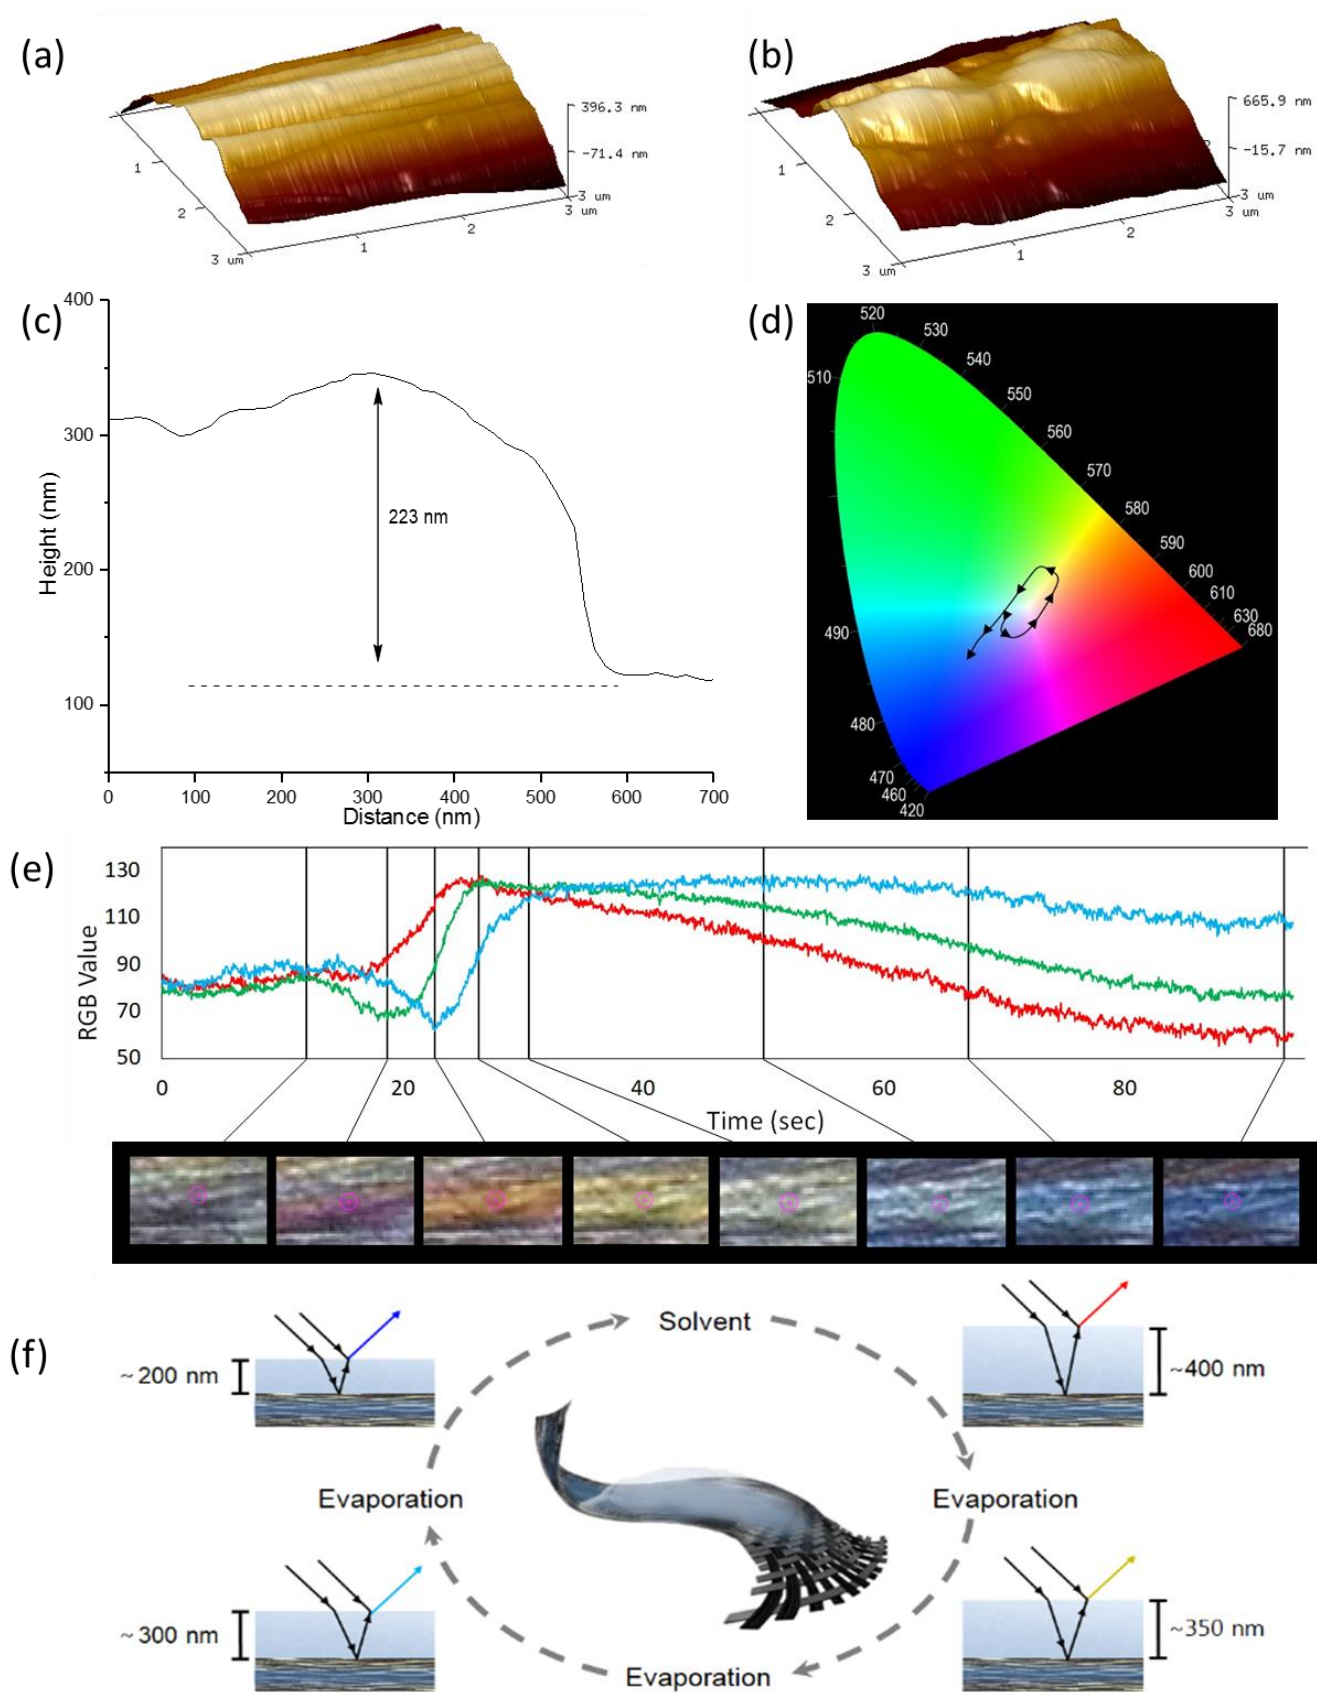 (a)
396.3 nm
-71.4 nm
3 um
3
2
1
1
2
3 um
(b)
665.9 nm
-15.7 nm
3 um
3
2
1
1
2
3 um
(c)
400
300
200
100
Height (nm)
223 nm
0 100 200 300 400 500 600 700
Distance (nm)
(d)
520
530
540
550
560
570
580
590
600
610
630
680
510
490
480
470
460
420
(e)
130
110
90
70
50
RGB Value
0 20 40 60 80
Time (sec)
(f)
Solvent
~200 nm
~400 nm
Evaporation
Evaporation
~300 nm
~350 nm
Evaporation